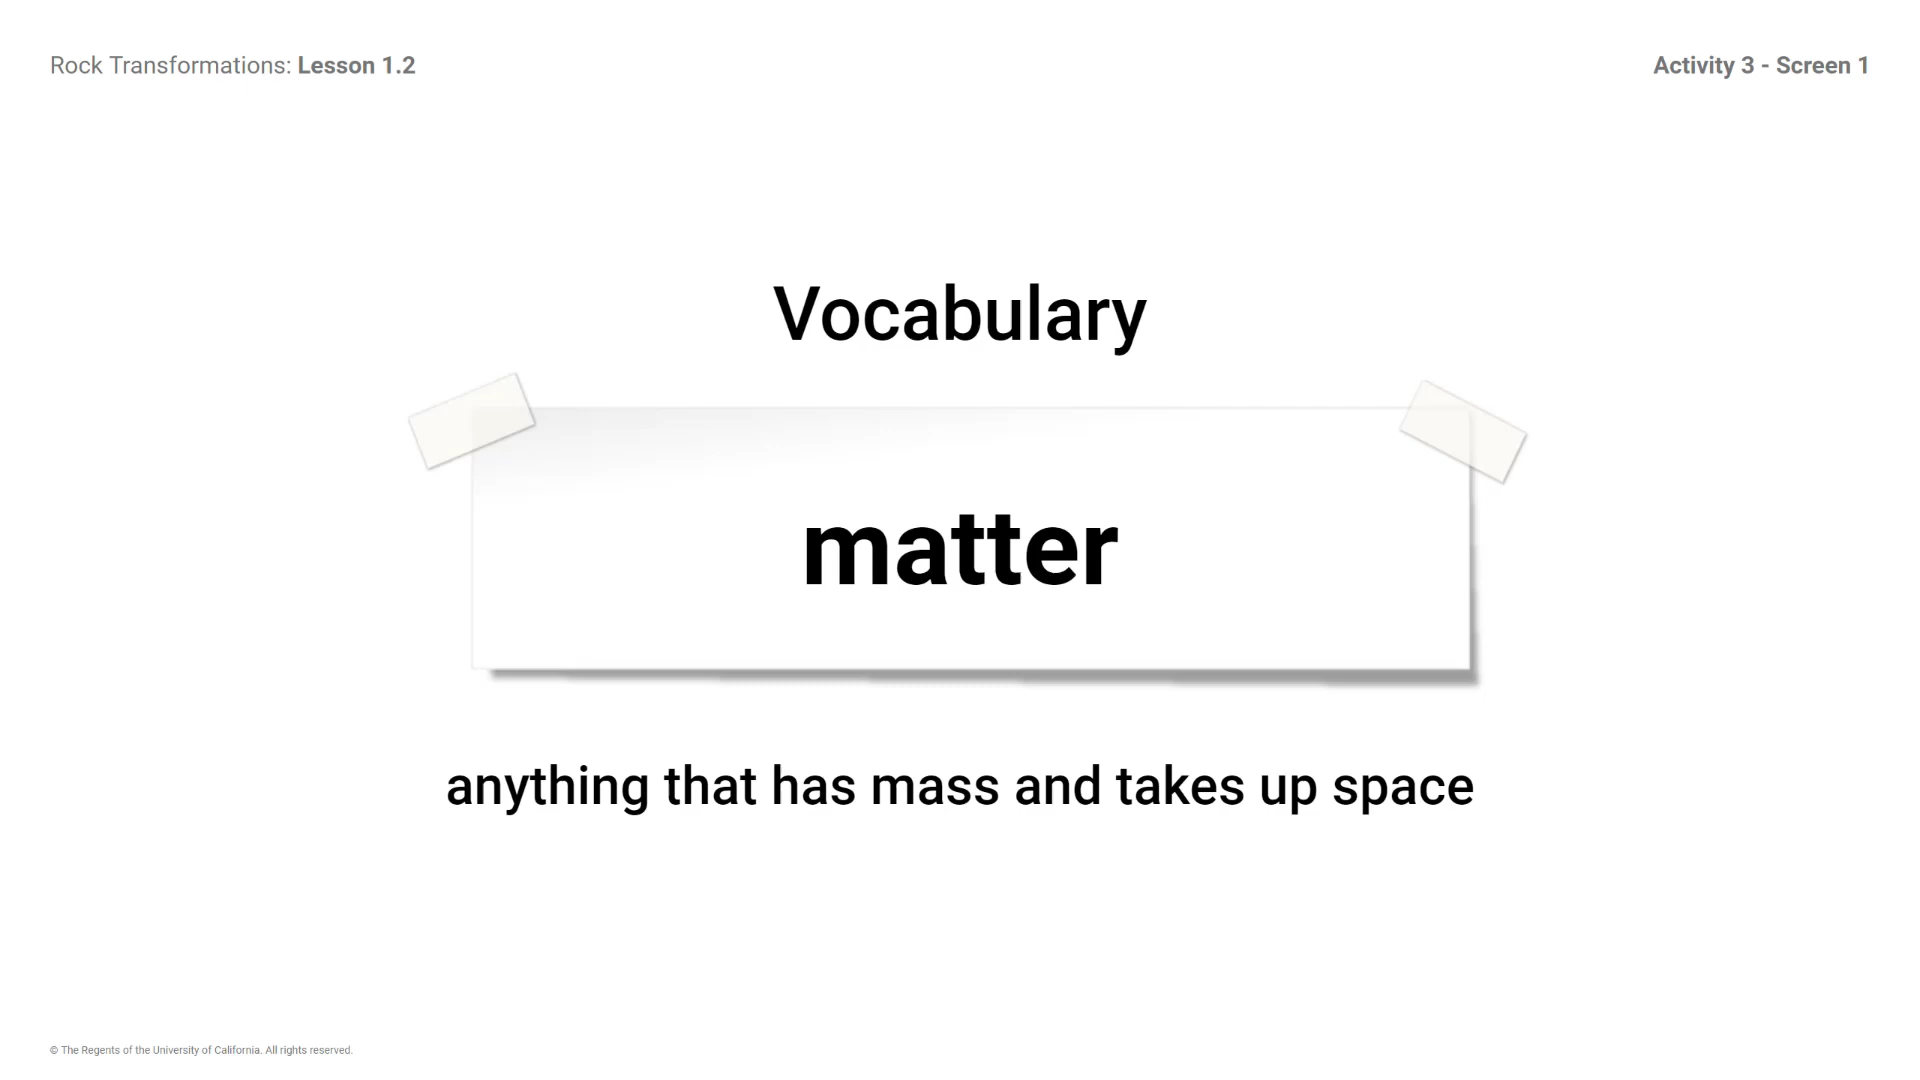 Rock Transformations: Lesson 1.2
Activity 3 - Screen 1
Vocabulary
matter
anything that has mass and takes up space
© The Regents of the University of California. All rights reserved.